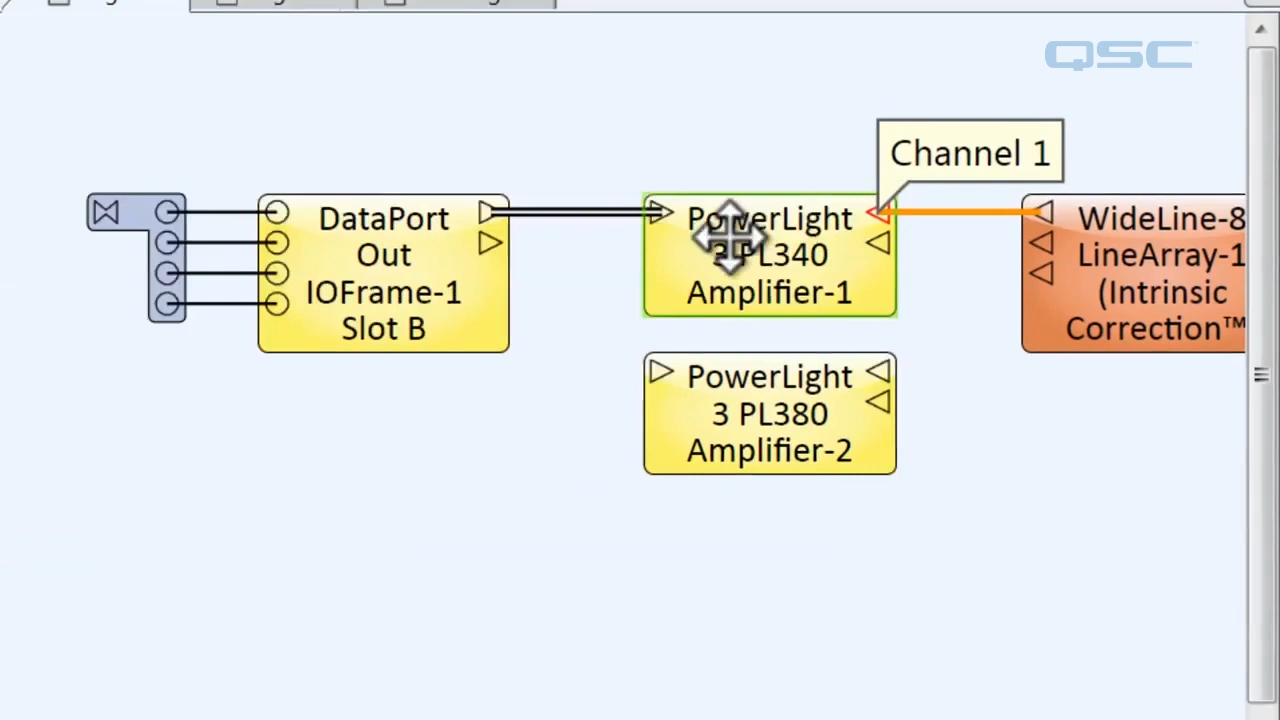 QSC
Channel 1
DataPort
Out
IOFrame-1
Slot B
PowerLight
3 PL340
Amplifier-1
WideLine-8
LineArray-1
(Intrinsic
Correction™
PowerLight
3 PL380
Amplifier-2